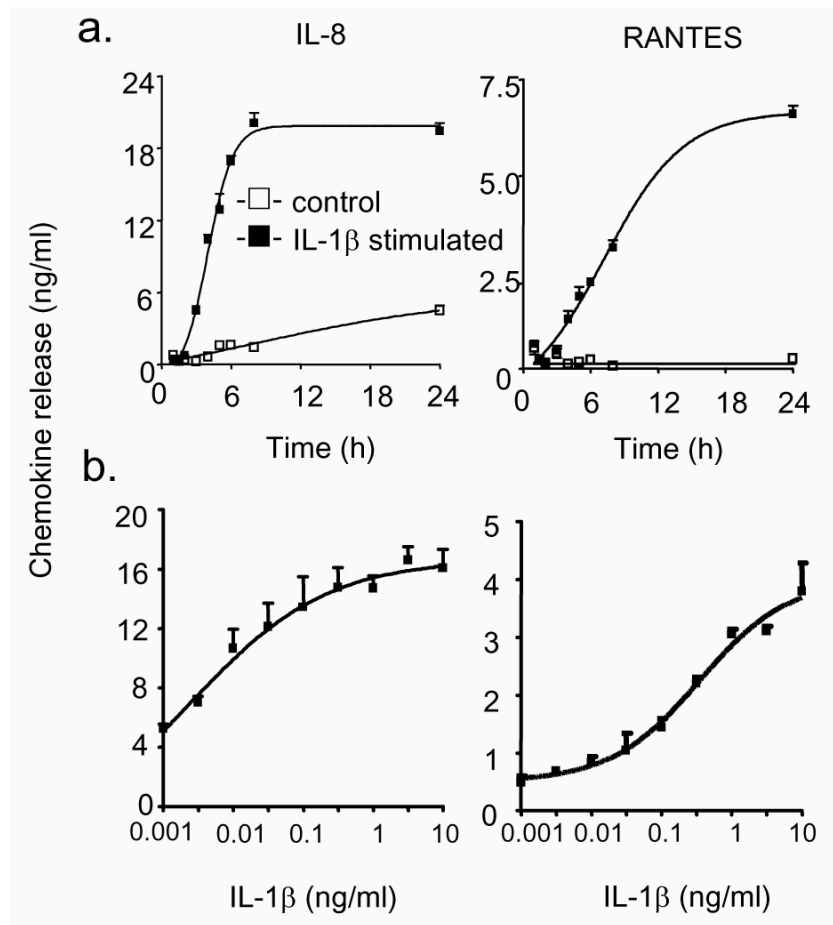 a.
IL-8
RANTES
24
18
12
6
0
0 6 12 18 24
Time (h)
-□- control
-■- IL-1β stimulated
7.5
5.0
2.5
0
0 6 12 18 24
Time (h)
Chemokine release (ng/ml)
b.
20
16
12
8
4
0
0.001 0.01 0.1 1 10
IL-1β (ng/ml)
5
4
3
2
1
0
0.001 0.01 0.1 1 10
IL-1β (ng/ml)